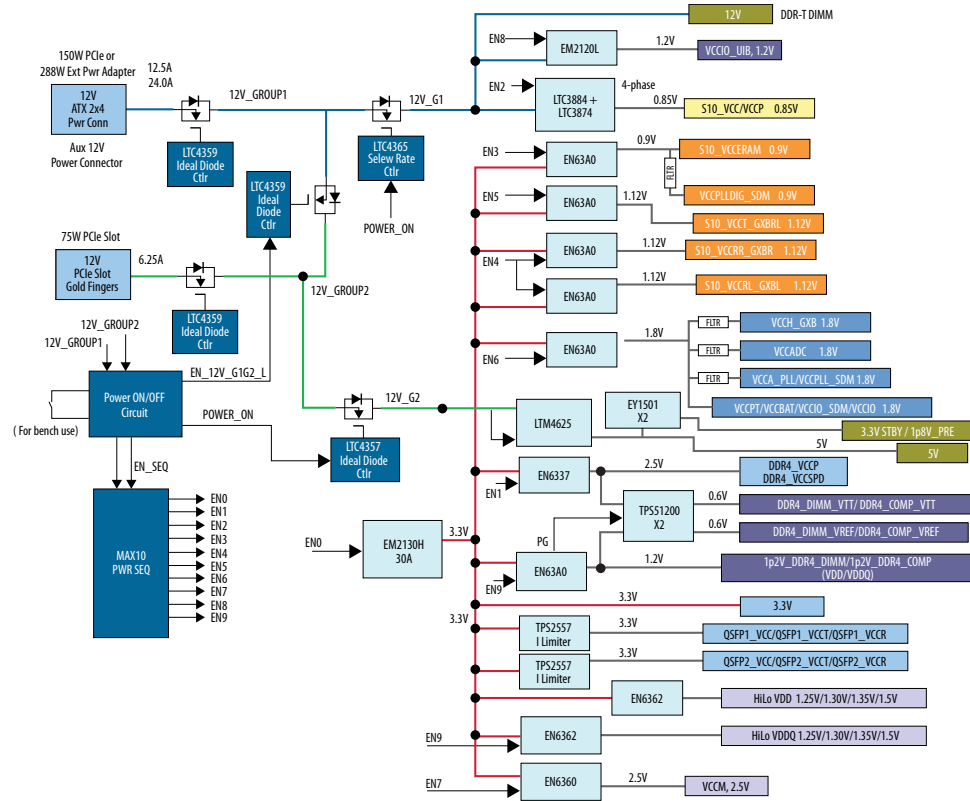 150W PCIe or
288W Ext Pwr Adapter
12V
ATX 2x4
Pwr Conn
Aux 12V
Power Connector
12.5A
24.0A
12V_GROUP1
LTC4359
Ideal Diode
Ctlr
LTC4359
Ideal
Diode
Ctlr
12V_G1
LTC4365
Selew Rate
Ctlr
POWER_ON
75W PCIe Slot
12V
PCIe Slot
Gold Fingers
6.25A
LTC4359
Ideal Diode
Ctlr
12V_GROUP2
12V_GROUP2
12V_GROUP1
Power ON/OFF
Circuit
( For bench use)
EN_12V_G1G2_L
POWER_ON
EN_SEQ
12V_G2
LTC4357
Ideal Diode
Ctlr
MAX10
PWR SEQ
EN0
EN1
EN2
EN3
EN4
EN5
EN6
EN7
EN8
EN9
EN0
EM2130H
30A
3.3V
3.3V
12V
DDR-T DIMM
EN8
EM2120L
1.2V
VCCIO_UIB, 1.2V
EN2
LTC3884 +
LTC3874
4-phase
0.85V
S10_VCC/VCCP 0.85V
EN3
EN63A0
0.9V
S10_VCCERAM 0.9V
FLTR
VCCPLLDIG_SDM 0.9V
EN5
EN63A0
1.12V
S10_VCCT_GXBRL 1.12V
EN4
EN63A0
1.12V
S10_VCCRR_GXBR 1.12V
EN63A0
1.12V
S10_VCCRL_GXBL 1.12V
EN6
EN63A0
1.8V
FLTR
VCCH_GXB 1.8V
FLTR
VCCADC 1.8V
FLTR
VCCA_PLL/VCCPLL_SDM 1.8V
VCCPT/VCCBAT/VCCIO_SDM/VCCIO 1.8V
LTM4625
EY1501
X2
3.3V STBY / 1p8V_PRE
5V
5V
EN1
EN6337
2.5V
DDR4_VCCP
DDR4_VCCSPD
TPS51200
X2
0.6V
DDR4_DIMM_VTT/ DDR4_COMP_VTT
0.6V
DDR4_DIMM_VREF/DDR4_COMP_VREF
PG
EN9
EN63A0
1.2V
1p2V_DDR4_DIMM/1p2V_DDR4_COMP
(VDD/VDDQ)
3.3V
3.3V
TPS2557
I Limiter
3.3V
QSFP1_VCC/QSFP1_VCCT/QSFP1_VCCR
TPS2557
I Limiter
3.3V
QSFP2_VCC/QSFP2_VCCT/QSFP2_VCCR
EN6362
HiLo VDD 1.25V/1.30V/1.35V/1.5V
EN9
EN6362
HiLo VDDQ 1.25V/1.30V/1.35V/1.5V
EN7
EN6360
2.5V
VCCM, 2.5V